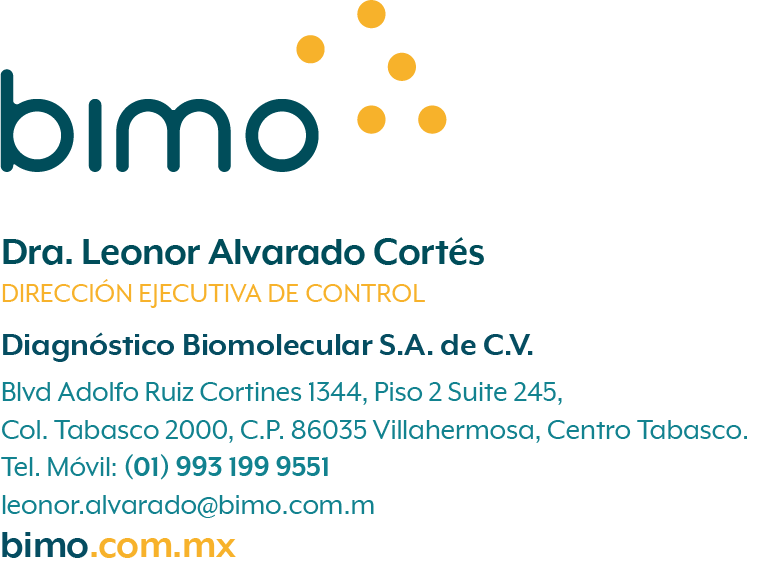 bimo
Dra. Leonor Alvarado Cortés
DIRECCIÓN EJECUTIVA DE CONTROL
Diagnóstico Biomolecular S.A. de C.V.
Blvd Adolfo Ruiz Cortines 1344, Piso 2 Suite 245,
Col. Tabasco 2000, C.P. 86035 Villahermosa, Centro Tabasco.
Tel. Móvil: (01) 993 199 9551
leonor.alvarado@bimo.com.m
bimo.com.mx